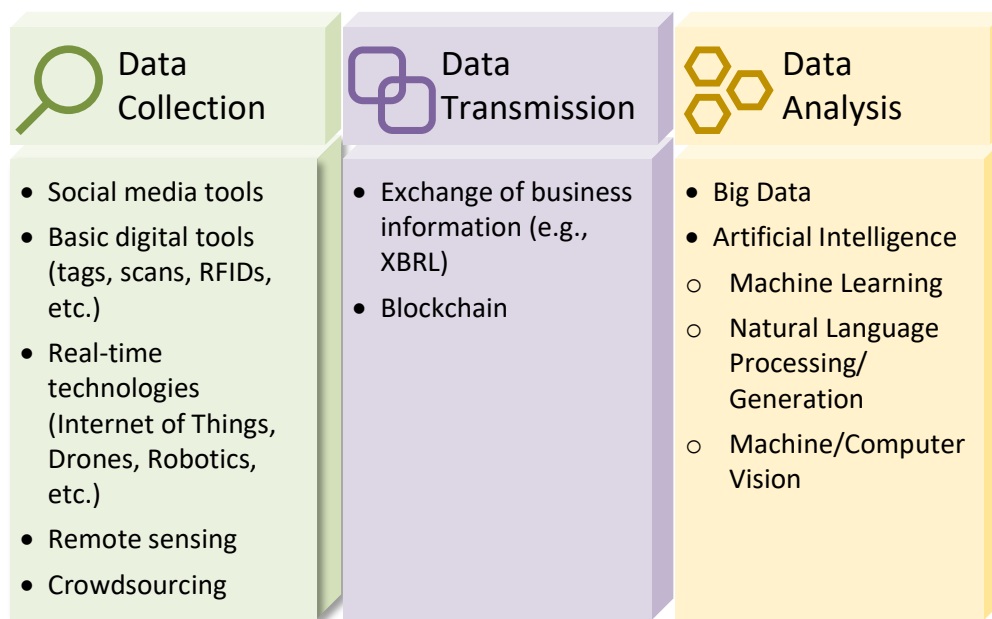 Data
Collection
• Social media tools
• Basic digital tools
(tags, scans, RFIDs,
etc.)
• Real-time
technologies
(Internet of Things,
Drones, Robotics,
etc.)
• Remote sensing
• Crowdsourcing
Data
Transmission
• Exchange of business
information (e.g.,
XBRL)
• Blockchain
Data
Analysis
• Big Data
• Artificial Intelligence
o Machine Learning
o Natural Language
Processing/
Generation
o Machine/Computer
Vision